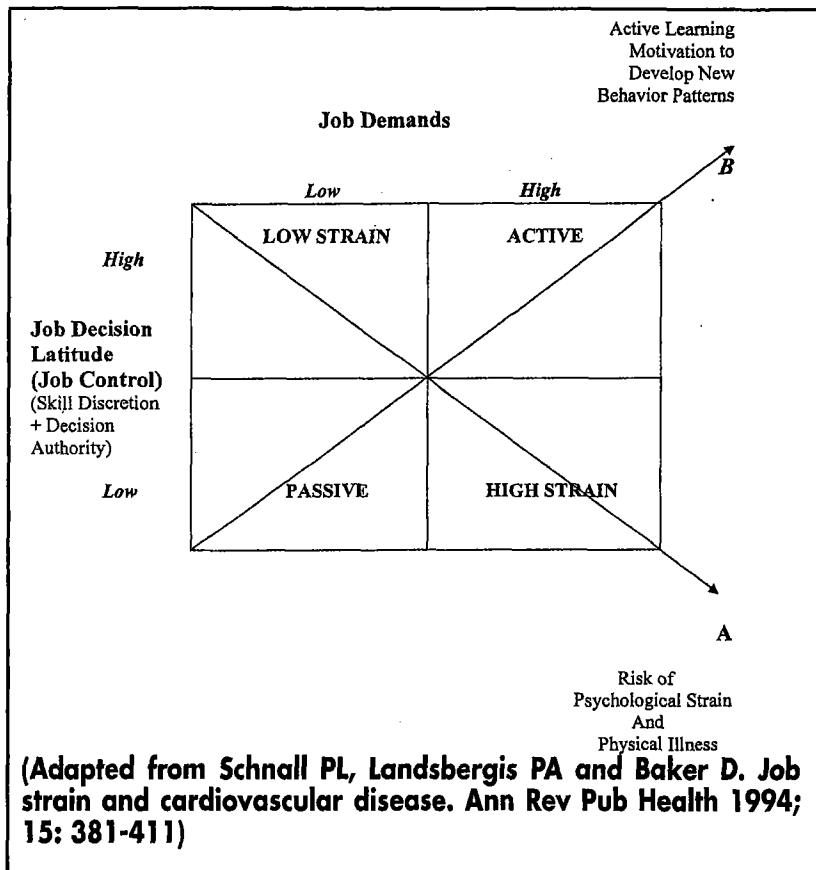 Active Learning
Motivation to
Develop New
Behavior Patterns
Job Demands
B
Low High
LOW STRAIN ACTIVE
High
Job Decision
Latitude
(Job Control)
(Skill Discretion
+ Decision
Authority)
Low
PASSIVE HIGH STRAIN
A
Risk of
Psychological Strain
And
Physical Illness
(Adapted from Schnall PL, Landsbergis PA and Baker D. Job
strain and cardiovascular disease. Ann Rev Pub Health 1994;
15: 381-411)